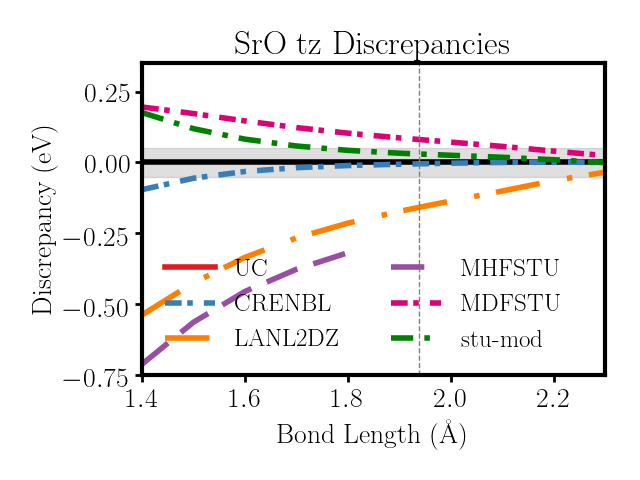 SrO tz Discrepancies
Discrepancy (eV)
0.25
0.00
−0.25
−0.50
−0.75
UC
CRENBL
LANL2DZ
MHFSTU
MDFSTU
stu-mod
1.4 1.6 1.8 2.0 2.2
Bond Length (Å)